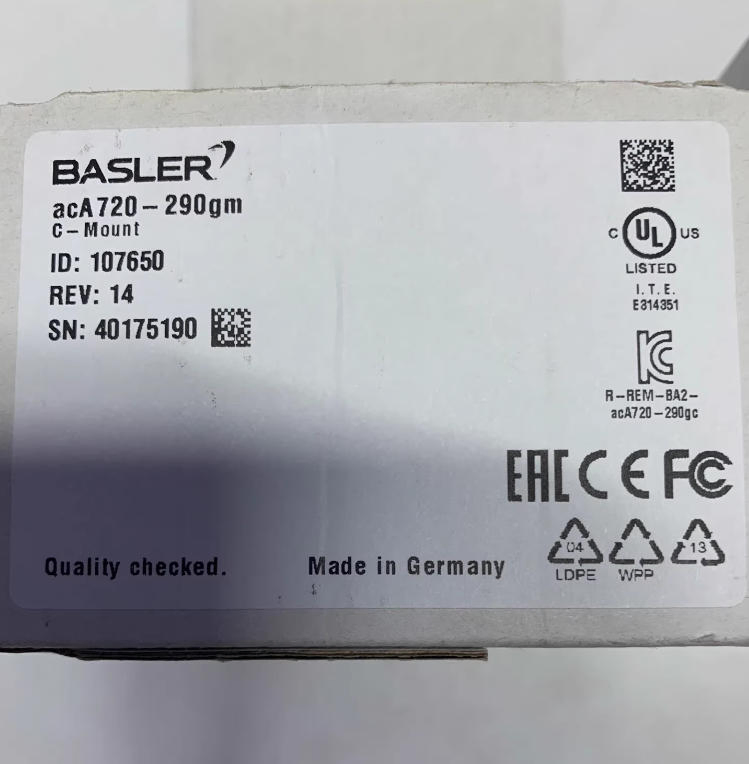 BASLER
acA720-290gm
C-Mount
ID: 107650
REV: 14
SN: 40175190
C UL US
LISTED
I. T. E.
E314351
R-REM-BA2-
acA720-290gc
EAC CE FC
04 13
LDPE WPP
Quality checked. Made in Germany